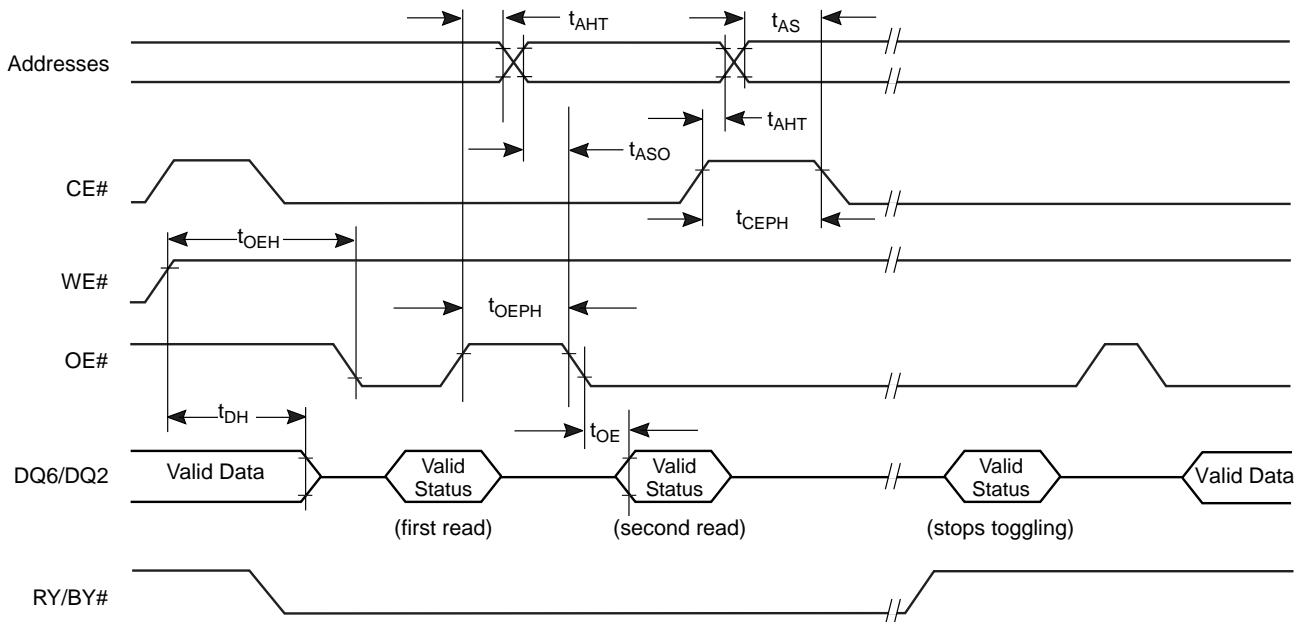 tAHT
tAS
Addresses
tAHT
tASO
CE#
tCEPH
tOEH
WE#
tOEPH
OE#
tDH
tOE
DQ6/DQ2
Valid Data
Valid
Status
Valid
Status
Valid
Status
Valid Data
(first read)
(second read)
(stops toggling)
RY/BY#